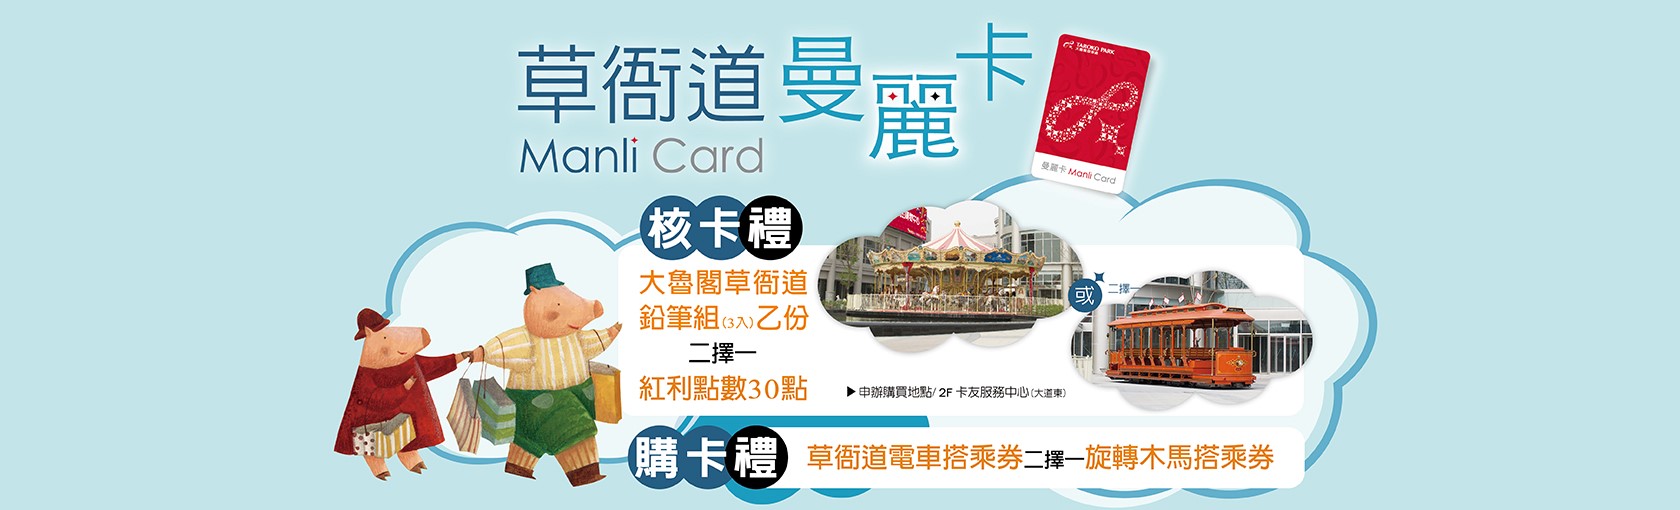 草衙道曼麗卡
Manli Card
TAROKO PARK
曼麗卡 Manli Card
核卡禮
大魯閣草衙道
鉛筆組(3入)乙份
二擇一
紅利點數30點
或 二擇一
▶申辦購買地點/ 2F 卡友服務中心(大道東)
購卡禮
草衙道電車搭乘券二擇一旋轉木馬搭乘券